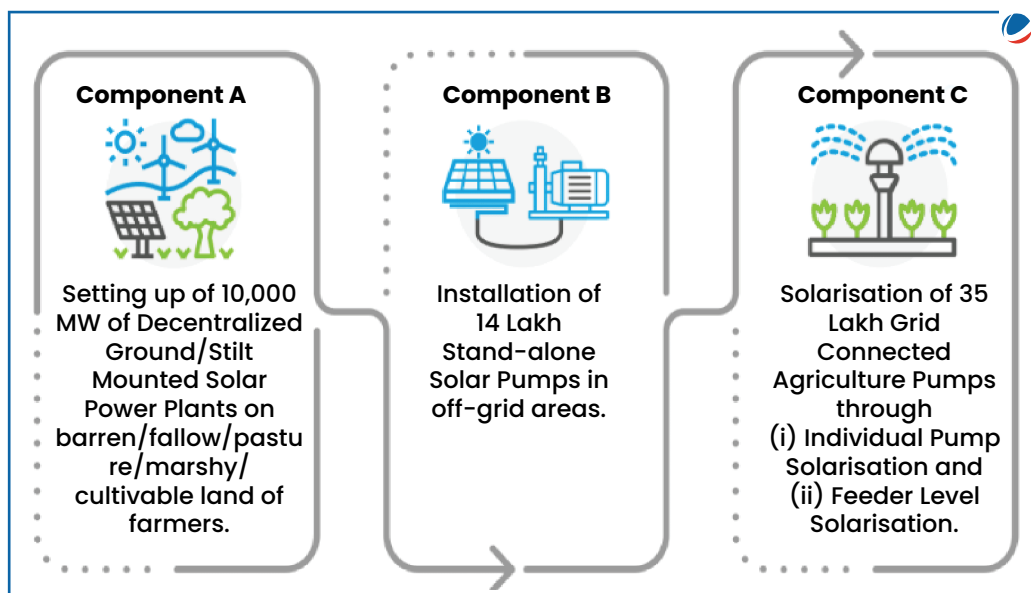 Component A
Setting up of 10,000
MW of Decentralized
Ground/Stilt
Mounted Solar
Power Plants on
barren/fallow/pastu
re/marshy/
cultivable land of
farmers.
Component B
Installation of
14 Lakh
Stand-alone
Solar Pumps in
off-grid areas.
Component C
Solarisation of 35
Lakh Grid
Connected
Agriculture Pumps
through
(i) Individual Pump
Solarisation and
(ii) Feeder Level
Solarisation.